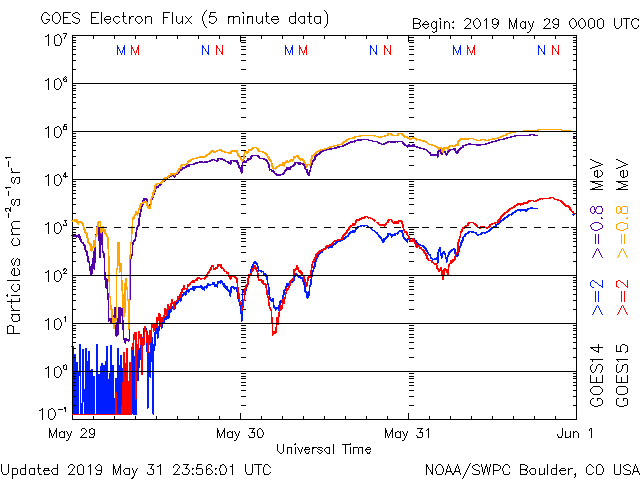 GOES Electron Flux (5 minute data)
Begin: 2019 May 29 0000 UTC
10⁷
M M N N M M N N M M N N
10⁶
10⁵
10⁴
10³
10²
10¹
10⁰
10⁻¹
Particles cm⁻²s⁻¹sr⁻¹
May 29 May 30 May 31 Jun 1
Universal Time
GOES14 >=2 >=0.8 MeV
GOES15 >=2 >=0.8 MeV
Updated 2019 May 31 23:56:01 UTC
NOAA/SWPC Boulder, CO USA